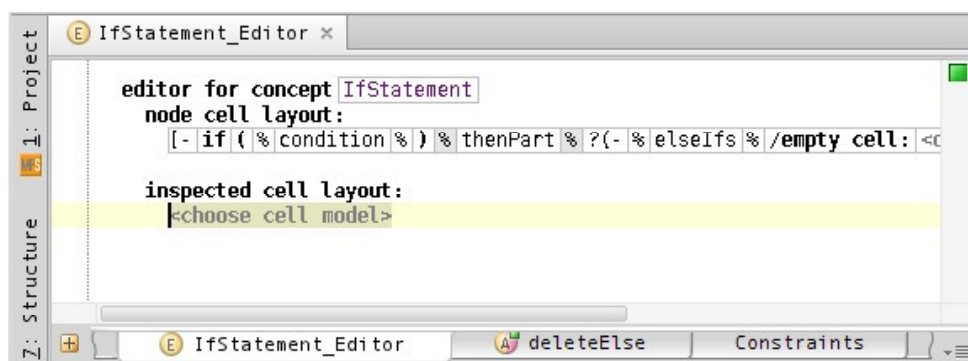 IfStatement_Editor ×
1: Project
MPS
editor for concept IfStatement
node cell layout:
[- if ( % condition % ) % thenPart % ?(- % elseIfs % /empty cell: <c
inspected cell layout:
<choose cell model>
7: Structure
IfStatement_Editor deleteElse Constraints